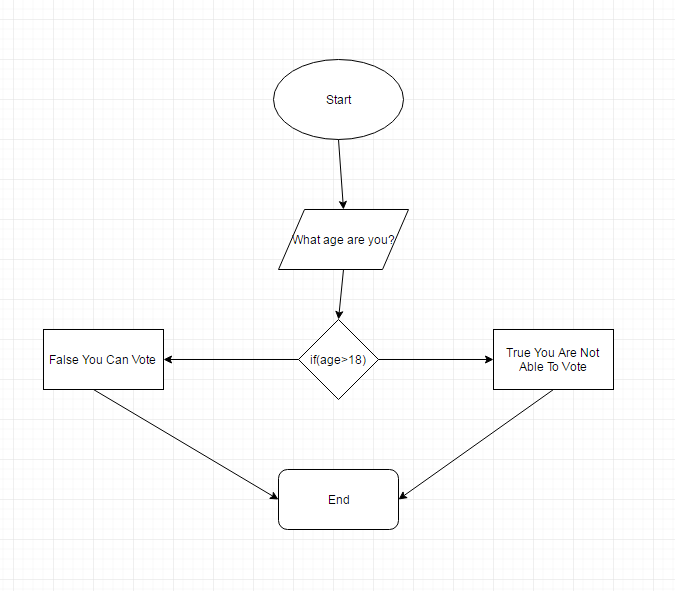 Start
What age are you?
False You Can Vote
if(age>18)
True You Are Not
Able To Vote
End